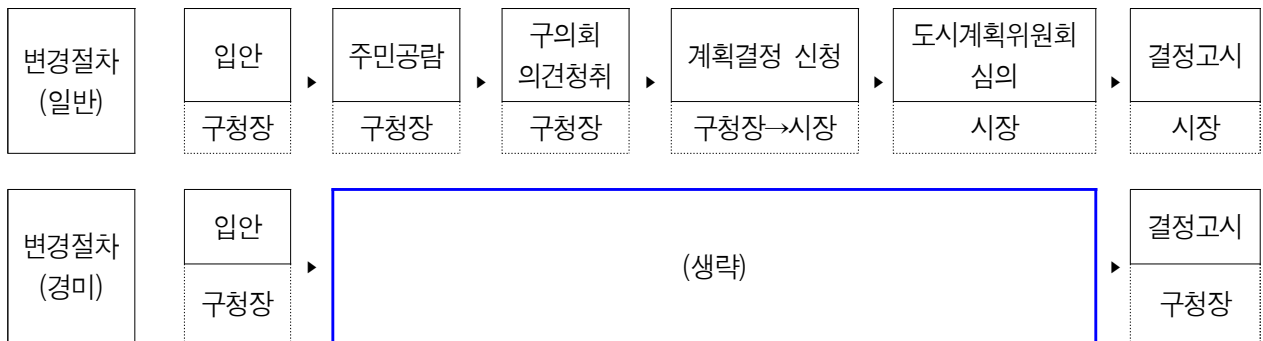 변경절차
(일반)
입안
구청장
▶
주민공람
구청장
▶
구의회
의견청취
구청장
▶
계획결정 신청
구청장→시장
▶
도시계획위원회
심의
시장
▶
결정고시
시장
변경절차
(경미)
입안
구청장
▶
(생략)
▶
결정고시
구청장